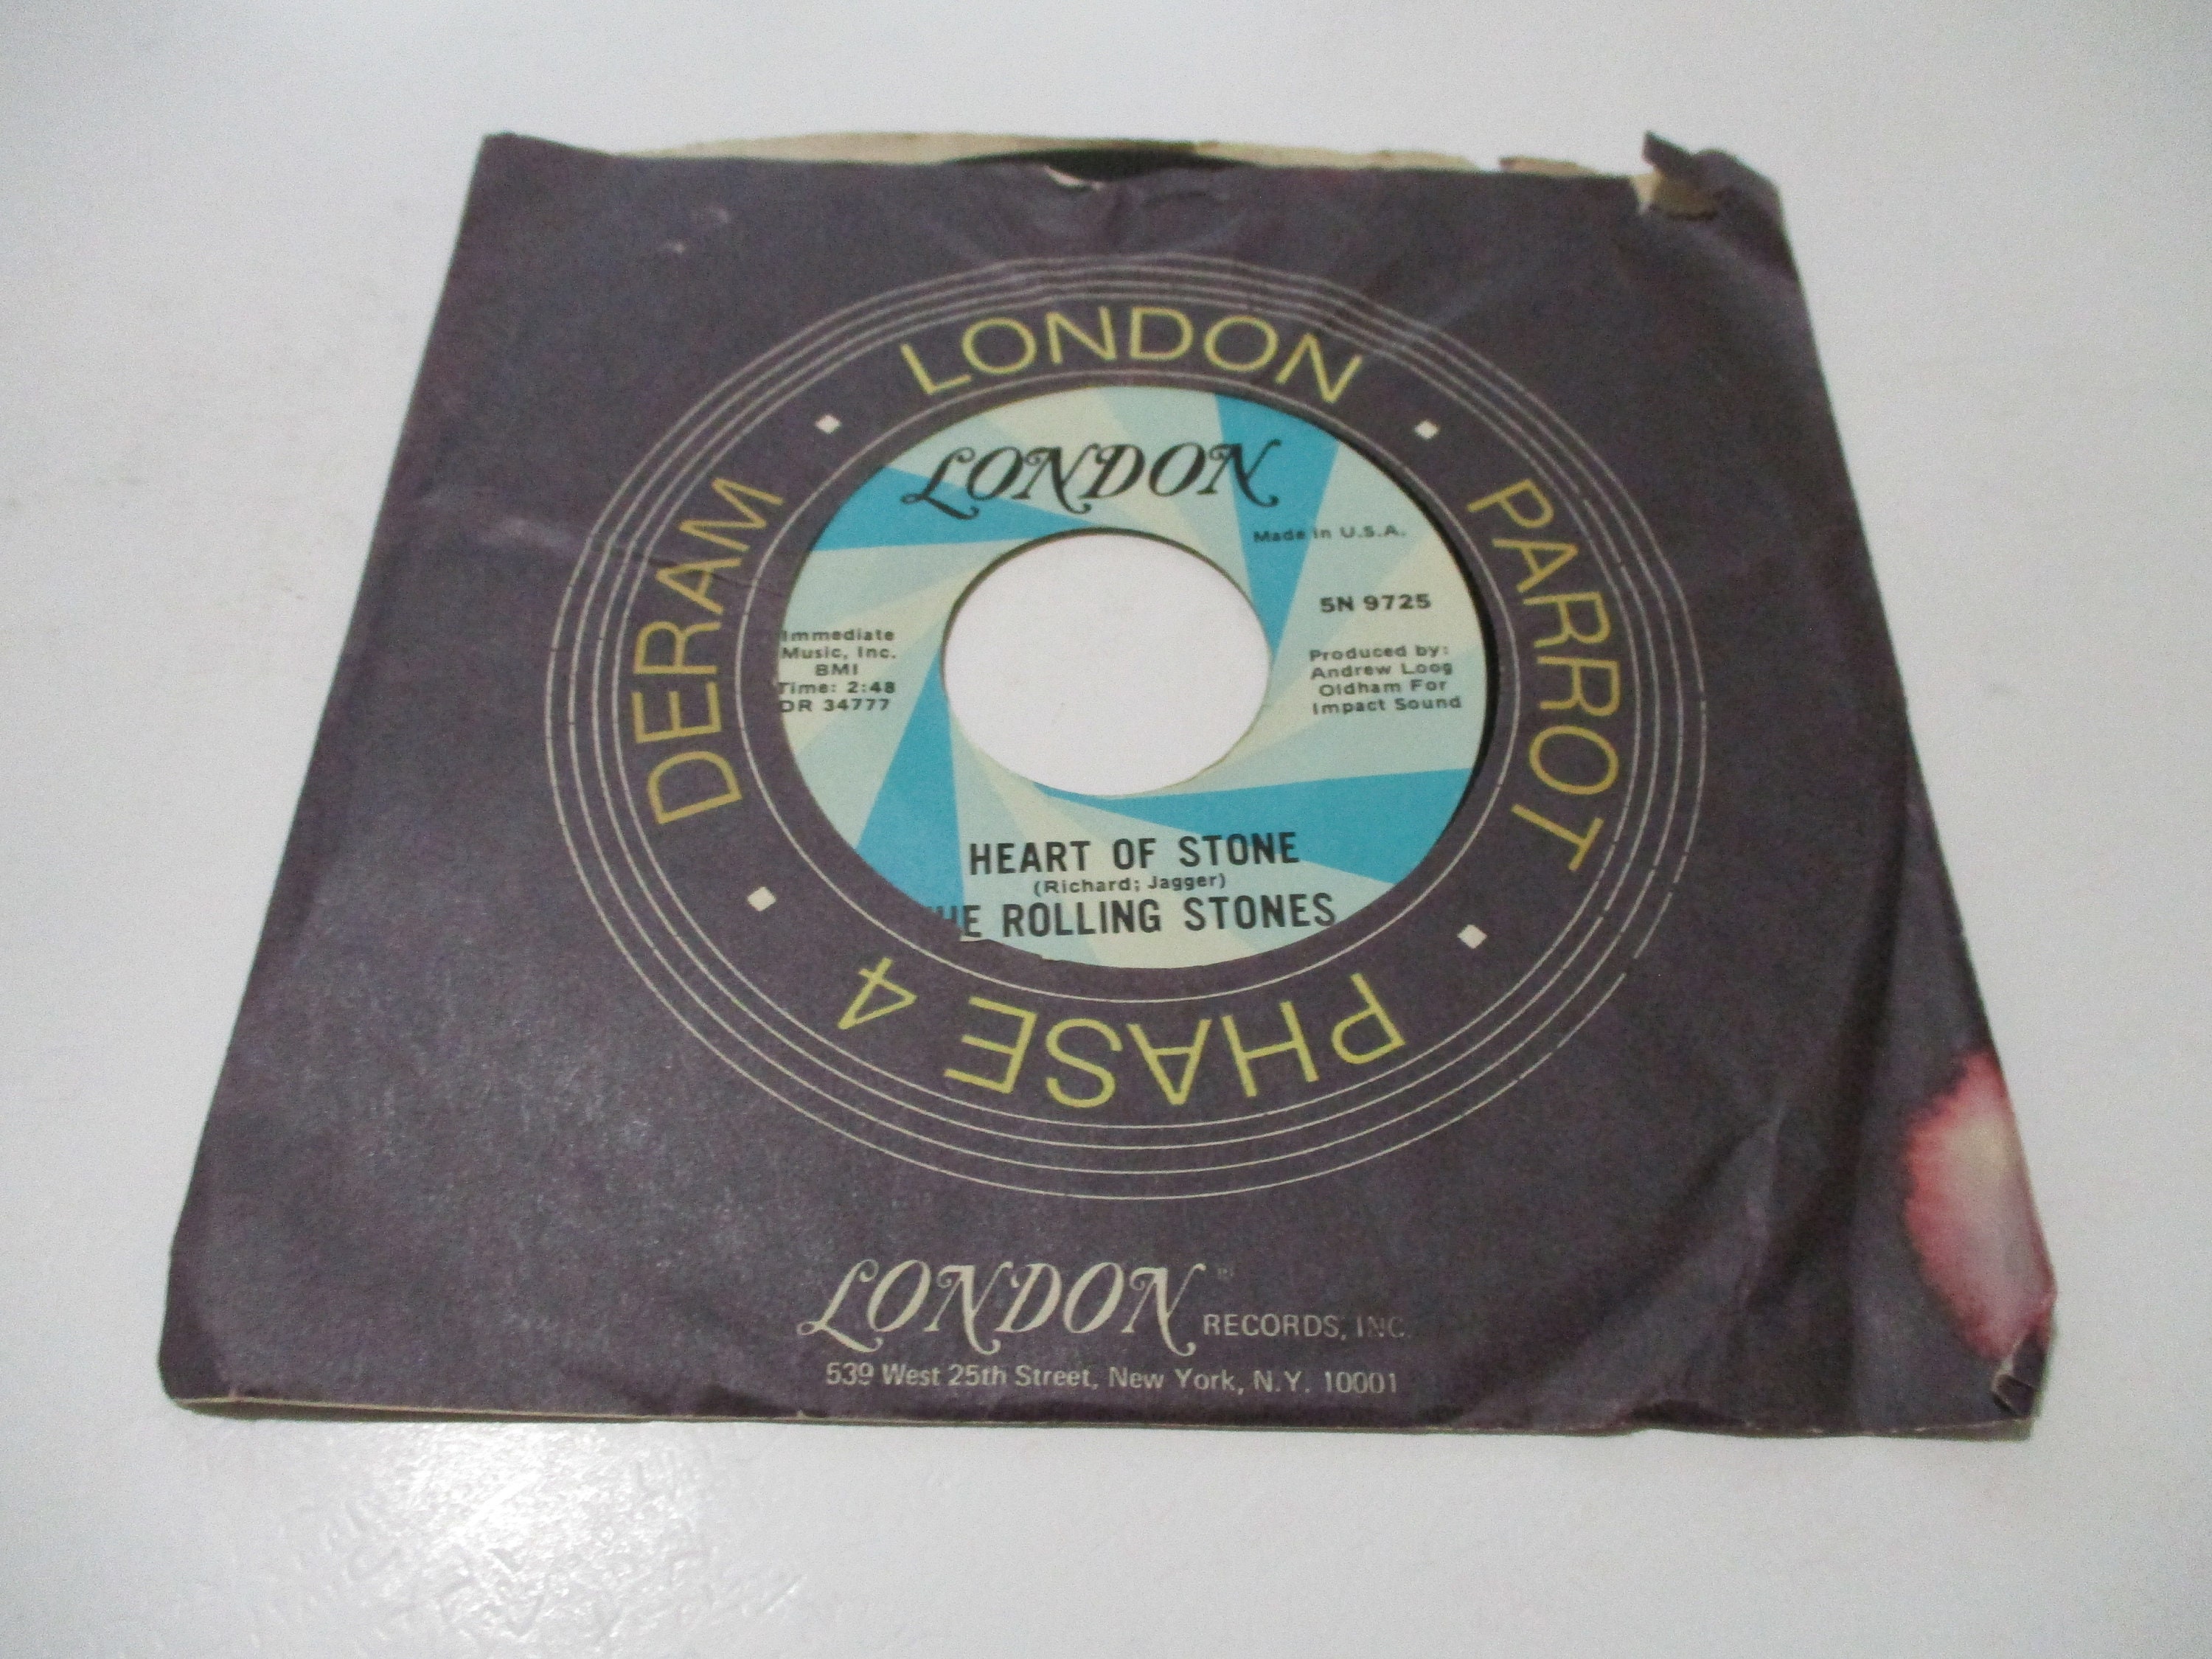 LONDON
DERAM
PARROT
PHASE 4
LONDON
Made in U.S.A.
5N 9725
Immediate
Music, Inc.
BMI
Time: 2:48
DR 34777
Produced by:
Andrew Loog
Oldham For
Impact Sound
HEART OF STONE
(Richard; Jagger)
HE ROLLING STONES
LONDON RECORDS, INC.
539 West 25th Street, New York, N.Y. 10001